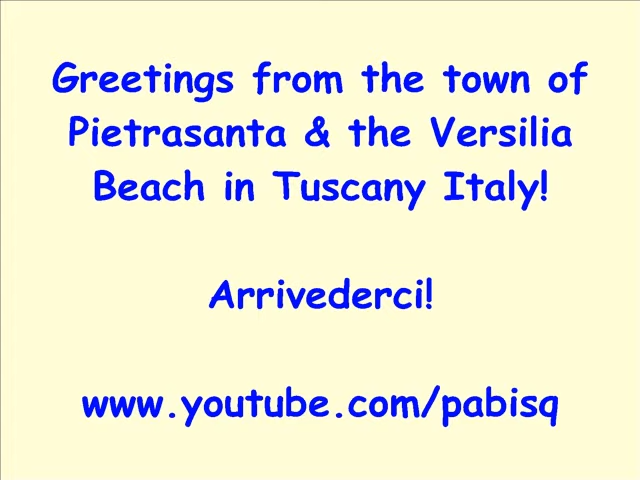 Greetings from the town of
Pietrasanta & the Versilia
Beach in Tuscany Italy!
Arrivederci!
www.youtube.com/pabisq